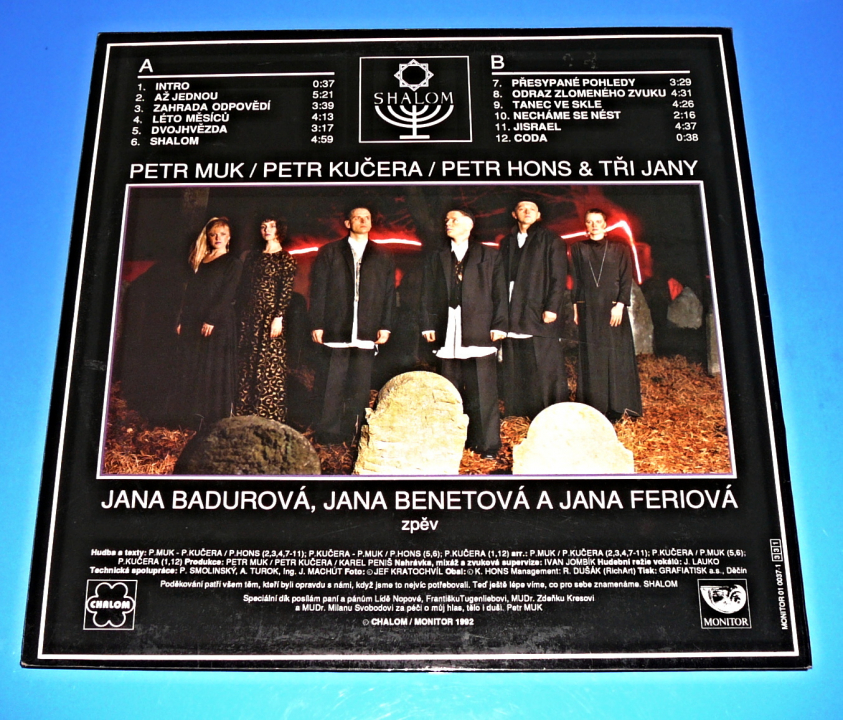 A
1. INTRO 0:37
2. AŽ JEDNOU 5:21
3. ZAHRADA ODPOVĚDÍ 3:39
4. LÉTO MĚSÍCŮ 4:13
5. DVOJHVĚZDA 3:17
6. SHALOM 4:59
SHALOM
B
7. PŘESYPANÉ POHLEDY 3:29
8. ODRAZ ZLOMENÉHO ZVUKU 4:31
9. TANEC VE SKLE 4:26
10. NECHÁME SE NÉST 2:16
11. JISRAEL 4:37
12. CODA 0:38
PETR MUK / PETR KUČERA / PETR HONS & TŘI JANY
JANA BADUROVÁ, JANA BENETOVÁ A JANA FERIOVÁ
zpěv
Hudba a texty: P.MUK - P.KUČERA / P.HONS (2,3,4,7-11); P.KUČERA - P.MUK / P.HONS (5,6); P.KUČERA (1,12) arr.: P.MUK / P.KUČERA (2,3,4,7-11); P.KUČERA / P.MUK (5,6);
P.KUČERA (1,12) Produkce: PETR MUK / PETR KUČERA / KAREL PENIŠ Nahrávka, mixáž a zvuková supervize: IVAN JOMBÍK Hudební režie vokálů: J. LAUKO
Technická spolupráce: P. SMOLINSKÝ, A. TUROK, Ing. J. MACHÚT Foto: © JEF KRATOCHVÍL Obal: © K. HONS Management: R. DUŠÁK (RichArt) Tisk: GRAFIATISK a.s., Děčín
Poděkování patří všem těm, kteří byli opravdu s námi, když jsme to nejvíc potřebovali. Teď ještě lépe víme, co pro sebe znamenáme. SHALOM
Speciální dík posílám paní a pánům Lídě Nopové, FrantiškuTugenlieboví, MUDr. Zdeňku Kresovi
a MUDr. Milanu Svobodovi za péči o můj hlas, tělo i duši. Petr MUK
© CHALOM / MONITOR 1992
CHALOM
MONITOR
MONITOR 01 0037-1 331